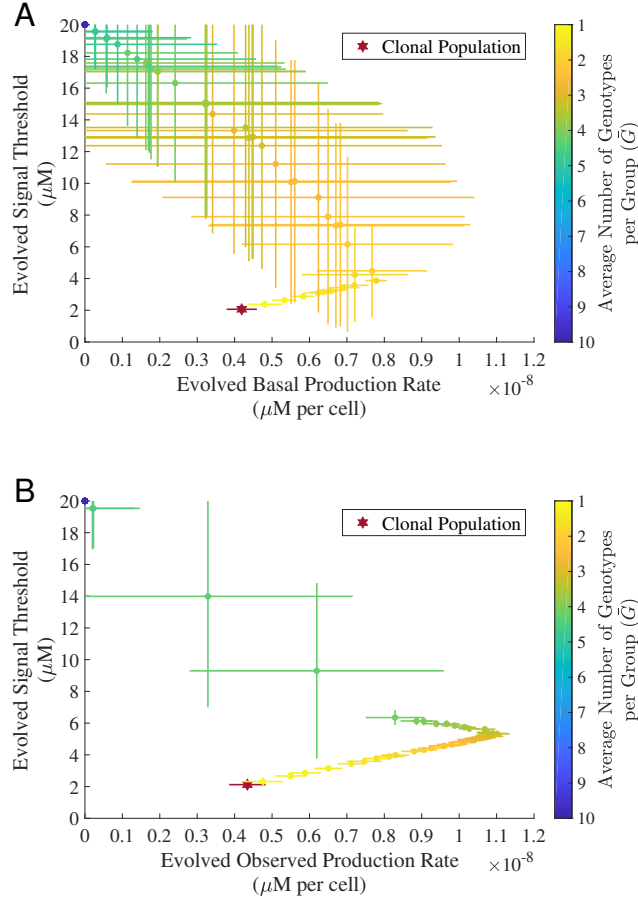 A
20
18
16
14
12
10
8
6
4
2
0
Evolved Signal Threshold
(μM)
0 0.1 0.2 0.3 0.4 0.5 0.6 0.7 0.8 0.9 1 1.1 1.2
×10⁻⁸
Evolved Basal Production Rate
(μM per cell)
Clonal Population
1
2
3
4
5
6
7
8
9
10
Average Number of Genotypes
per Group (Ḡ)
B
20
18
16
14
12
10
8
6
4
2
0
Evolved Signal Threshold
(μM)
0 0.1 0.2 0.3 0.4 0.5 0.6 0.7 0.8 0.9 1 1.1 1.2
×10⁻⁸
Evolved Observed Production Rate
(μM per cell)
Clonal Population
1
2
3
4
5
6
7
8
9
10
Average Number of Genotypes
per Group (Ḡ)